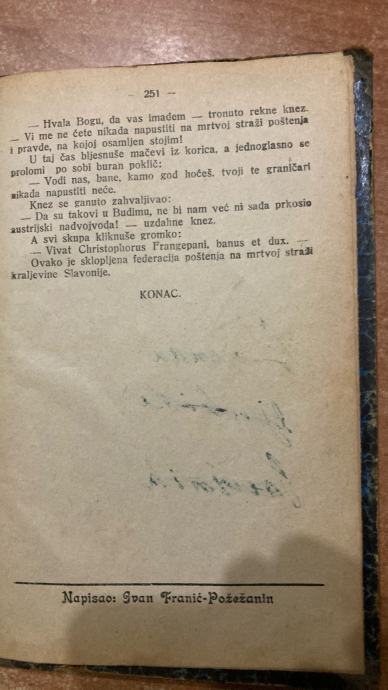 — 251 —
— Hvala Bogu, da vas imađem — tronuto rekne knez.
— Vi me ne ćete nikada napustiti na mrtvoj straži poštenja
i pravde, na kojoj osamljen stojim!
U taj čas bljesnuše mačevi iz korica, a jednoglasno se
prolomi po sobi buran poklič:
— Vodi nas, bane, kamo god hoćeš, tvoji te graničari
nikada napustiti neće.
Knez se ganuto zahvaljivao:
— Da su takovi u Budimu, ne bi nam već ni sada prkosio
austrijski nadvojvoda! — uzdahne knez.
A svi skupa kliknuše gromko:
— Vivat Christophorus Frangepani, banus et dux. —
Ovako je sklopljena federacija poštenja na mrtvoj straži
kraljevine Slavonije.
KONAC.
Napisao: Ivan Franić-Požežanin